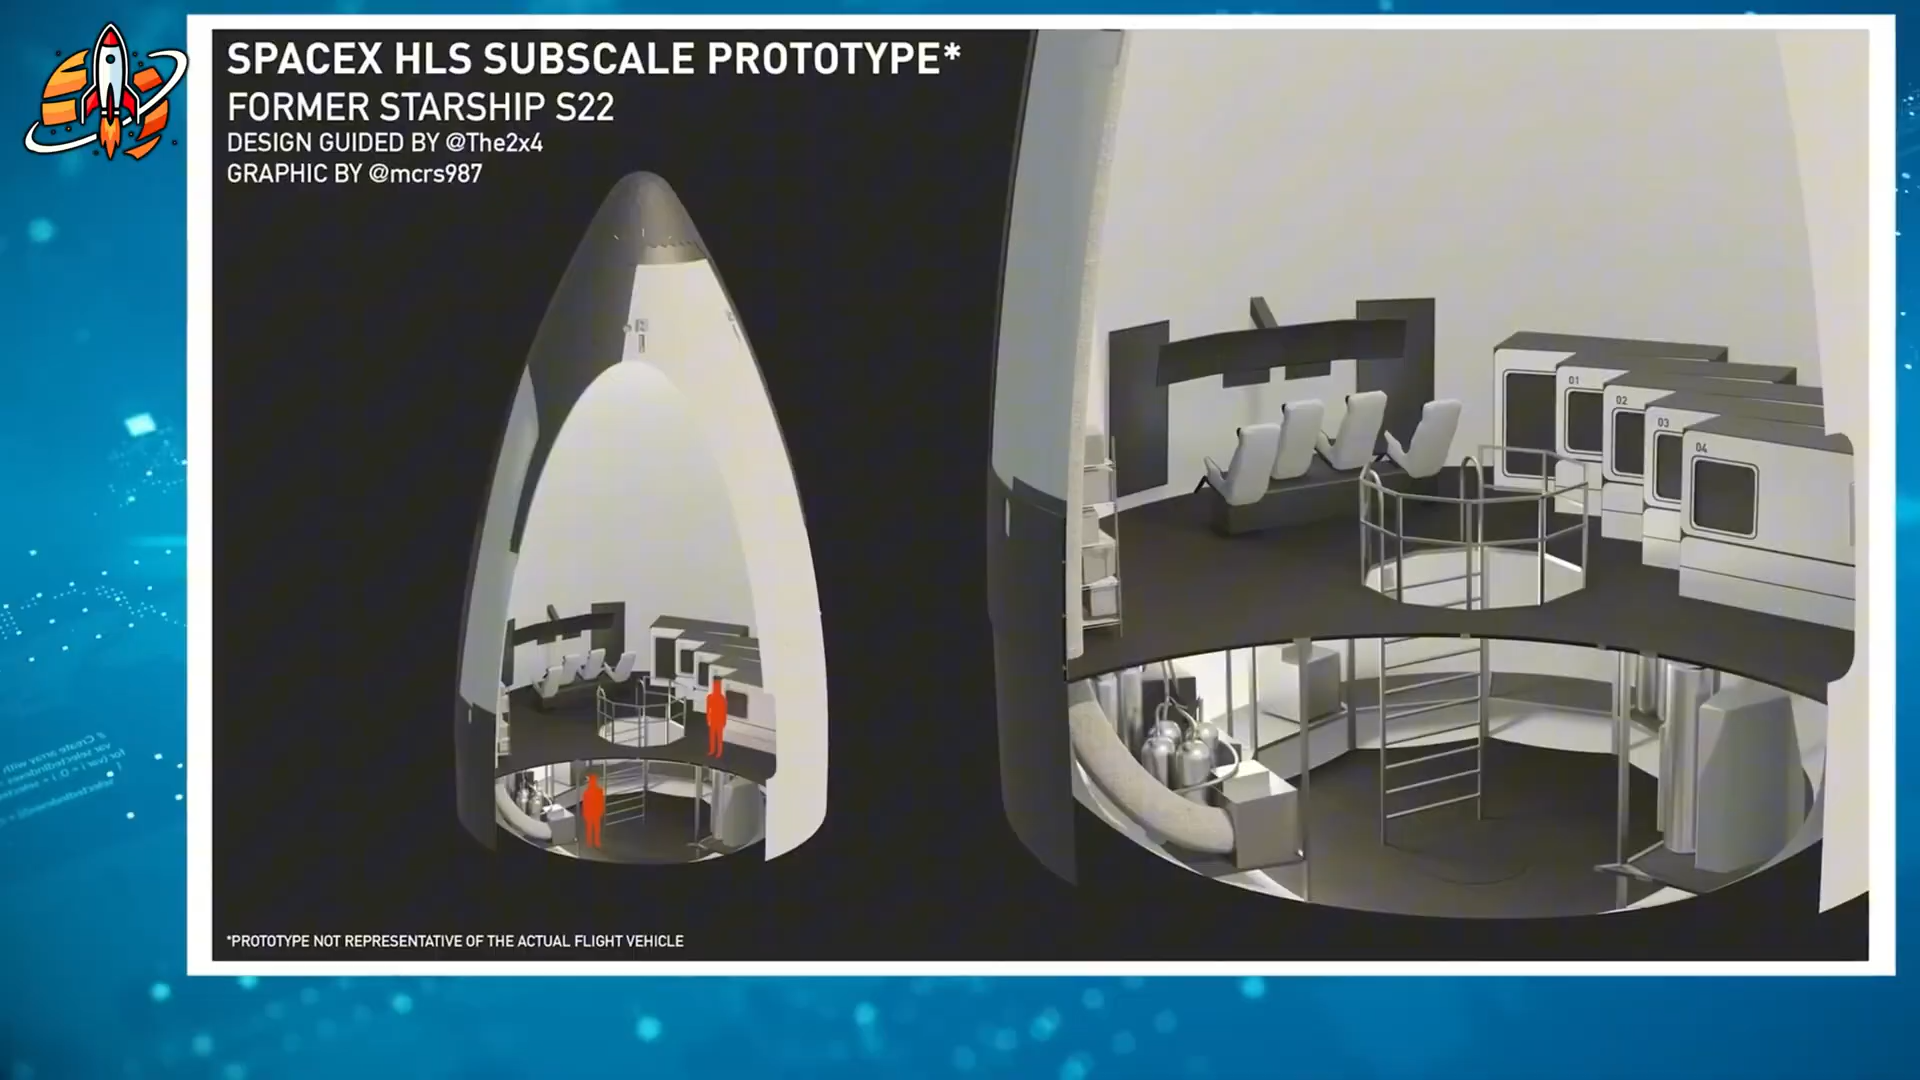 SPACEX HLS SUBSCALE PROTOTYPE*
FORMER STARSHIP S22
DESIGN GUIDED BY @The2x4
GRAPHIC BY @mcrs987
01
02
03
04
*PROTOTYPE NOT REPRESENTATIVE OF THE ACTUAL FLIGHT VEHICLE